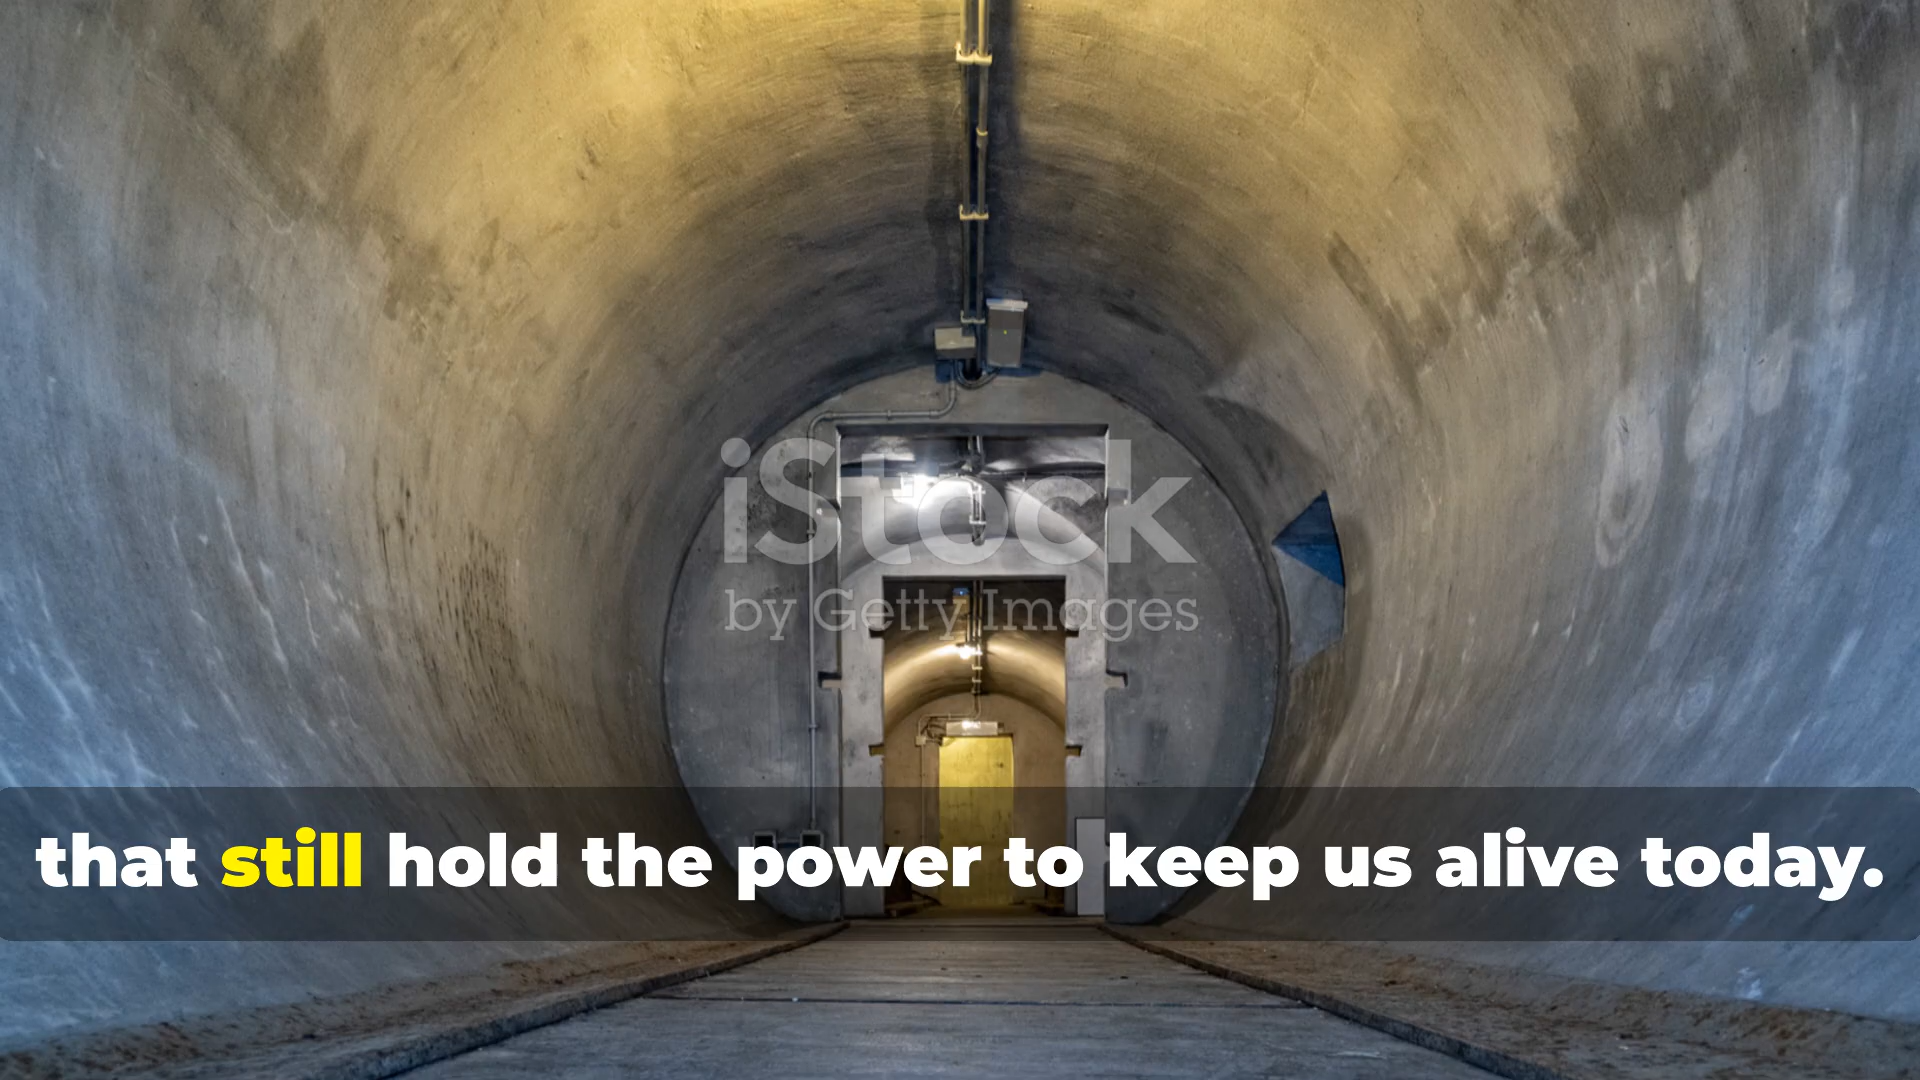 iStock
by Getty Images
that still hold the power to keep us alive today.